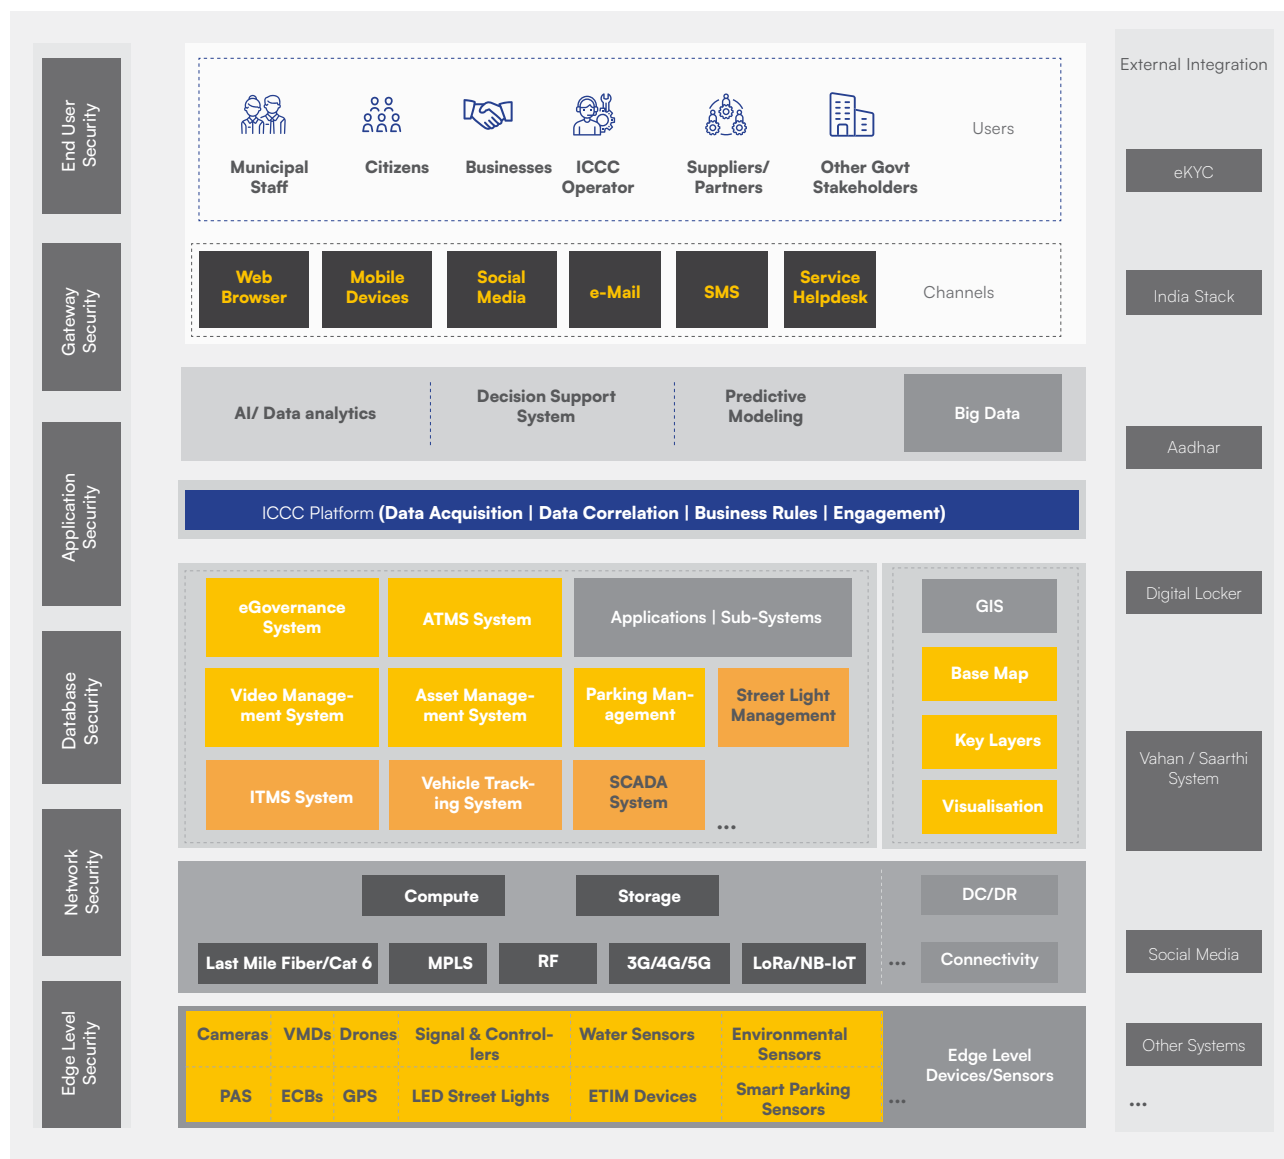 End User
Security
Gateway
Security
Application
Security
Database
Security
Network
Security
Edge Level
Security
Municipal
Staff
Citizens
Businesses
ICCC
Operator
Suppliers/
Partners
Other Govt
Stakeholders
Users
Web
Browser
Mobile
Devices
Social
Media
e-Mail
SMS
Service
Helpdesk
Channels
AI/ Data analytics
Decision Support
System
Predictive
Modeling
Big Data
ICCC Platform (Data Acquisition | Data Correlation | Business Rules | Engagement)
eGovernance
System
ATMS System
Applications | Sub-Systems
Video Manage-
ment System
Asset Manage-
ment System
Parking Man-
agement
Street Light
Management
ITMS System
Vehicle Track-
ing System
SCADA
System
...
GIS
Base Map
Key Layers
Visualisation
Compute
Storage
DC/DR
Last Mile Fiber/Cat 6
MPLS
RF
3G/4G/5G
LoRa/NB-IoT
...
Connectivity
Cameras
VMDs
Drones
Signal & Control-
lers
Water Sensors
Environmental
Sensors
PAS
ECBs
GPS
LED Street Lights
ETIM Devices
Smart Parking
Sensors
...
Edge Level
Devices/Sensors
External Integration
eKYC
India Stack
Aadhar
Digital Locker
Vahan / Saarthi
System
Social Media
Other Systems
...